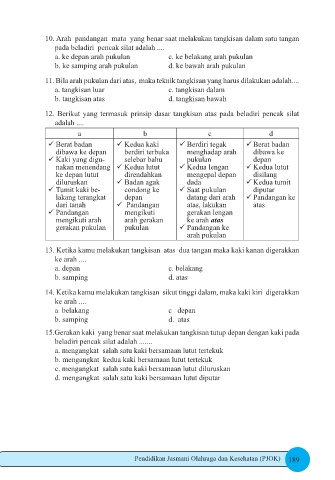 10. Arah pandangan mata yang benar saat melakukan tangkisan dalam satu tangan
pada beladiri pencak silat adalah ....
a. ke depan arah pukulan c. ke belakang arah pukulan
b. ke samping arah pukulan d. ke bawah arah pukulan
11. Bila arah pukulan dari atas, maka teknik tangkisan yang harus dilakukan adalah....
a. tangkisan luar c. tangkisan dalam
b. tangkisan atas d. tangkisan bawah
12. Berikut yang termasuk prinsip dasar tangkisan atas pada beladiri pencak silat
adalah ....
a b c d
✓ Berat badan
dibawa ke depan
✓ Kaki yang digu-
nakan menendang
ke depan lutut
diluruskan
✓ Tumit kaki be-
lakang terangkat
dari tanah
✓ Pandangan
mengikuti arah
gerakan pukulan
✓ Kedua kaki
berdiri terbuka
selebar bahu
✓ Kedua lutut
direndahkan
✓ Badan agak
condong ke
depan
✓ Pandangan
mengikuti
arah gerakan
pukulan
✓ Berdiri tegak
menghadap arah
pukulan
✓ Kedua lengan
mengepal depan
dada
✓ Saat pukulan
datang dari arah
atas, lakukan
gerakan lengan
ke arah atas
✓ Pandangan ke
arah pukulan
✓ Berat badan
dibawa ke
depan
✓ Kedua lutut
disilang
✓ Kedua tumit
diputar
✓ Pandangan ke
atas
13. Ketika kamu melakukan tangkisan atas dua tangan maka kaki kanan digerakkan
ke arah ....
a. depan c. belakang
b. samping d. atas
14. Ketika kamu melakukan tangkisan sikut tinggi dalam, maka kaki kiri digerakkan
ke arah ....
a belakang c depan
b. samping d. atas
15.Gerakan kaki yang benar saat melakukan tangkisan tutup depan dengan kaki pada
beladiri pencak silat adalah .......
a. mengangkat salah satu kaki bersamaan lutut tertekuk
b. mengangkat kedua kaki bersamaan lutut tertekuk
c. mengangkat salah satu kaki bersamaan lutut diluruskan
d. mengangkat salah satu kaki bersamaan lutut diputar
Pendidikan Jasmani Olahraga dan Kesehatan (PJOK) 189